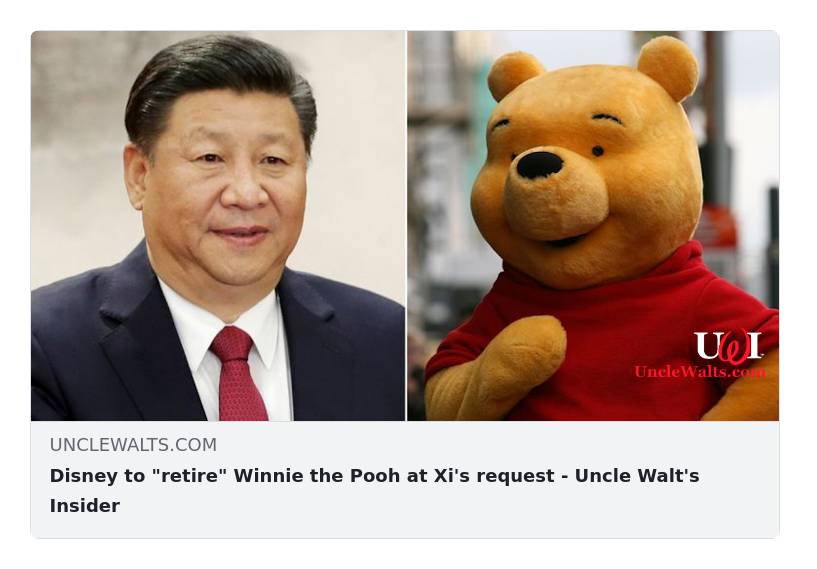 UWI
UncleWalts.com
UNCLEWALTS.COM
Disney to "retire" Winnie the Pooh at Xi's request - Uncle Walt's
Insider